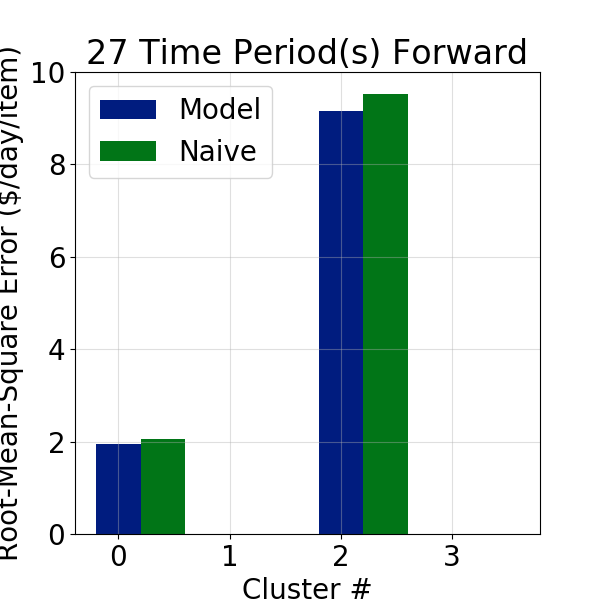 27 Time Period(s) Forward
Root-Mean-Square Error ($/day/item)
10
8
6
4
2
0
Model
Naive
0 1 2 3
Cluster #